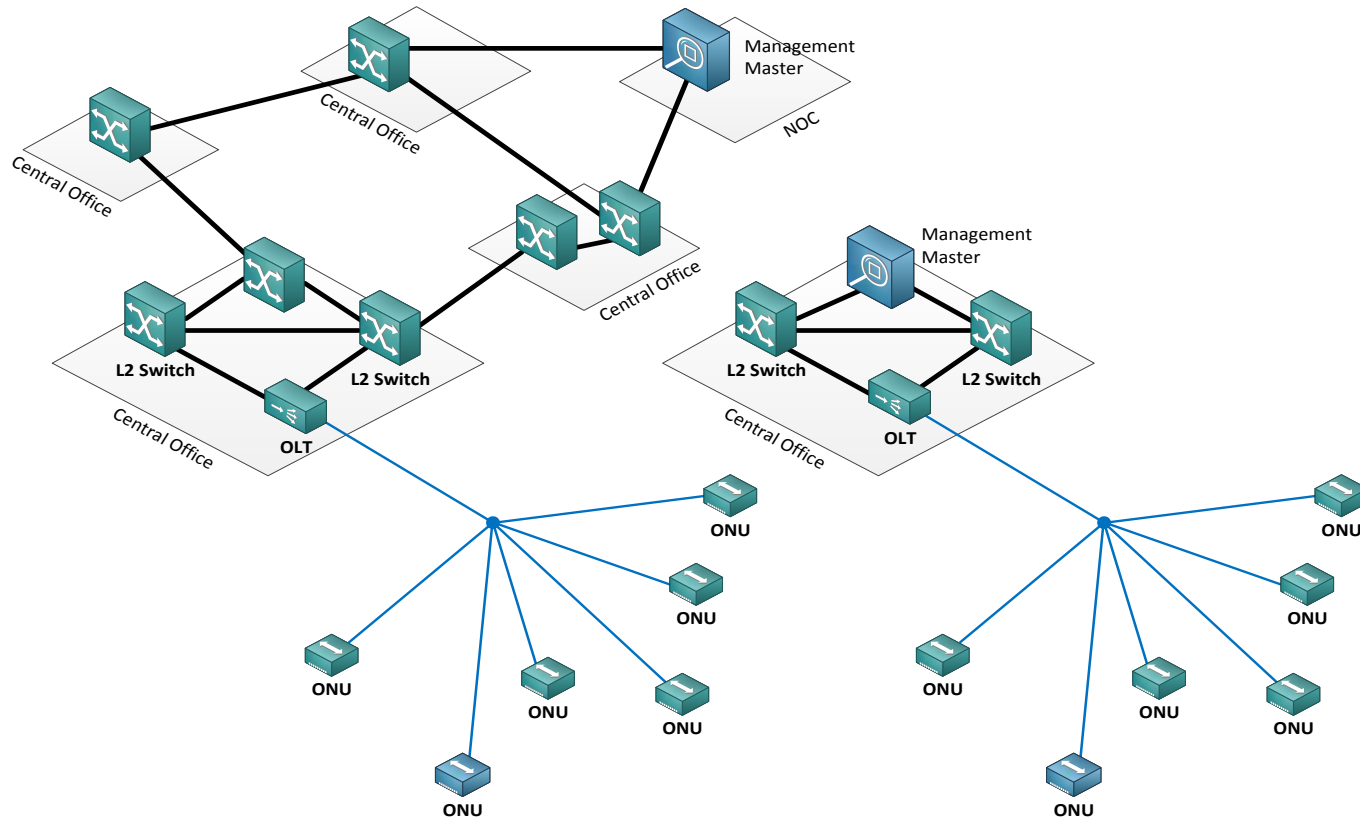 Management
Master
NOC
Central Office
Central Office
Central Office
L2 Switch
L2 Switch
OLT
Central Office
ONU
ONU
ONU
ONU
ONU
ONU
Management
Master
L2 Switch
L2 Switch
OLT
Central Office
ONU
ONU
ONU
ONU
ONU
ONU